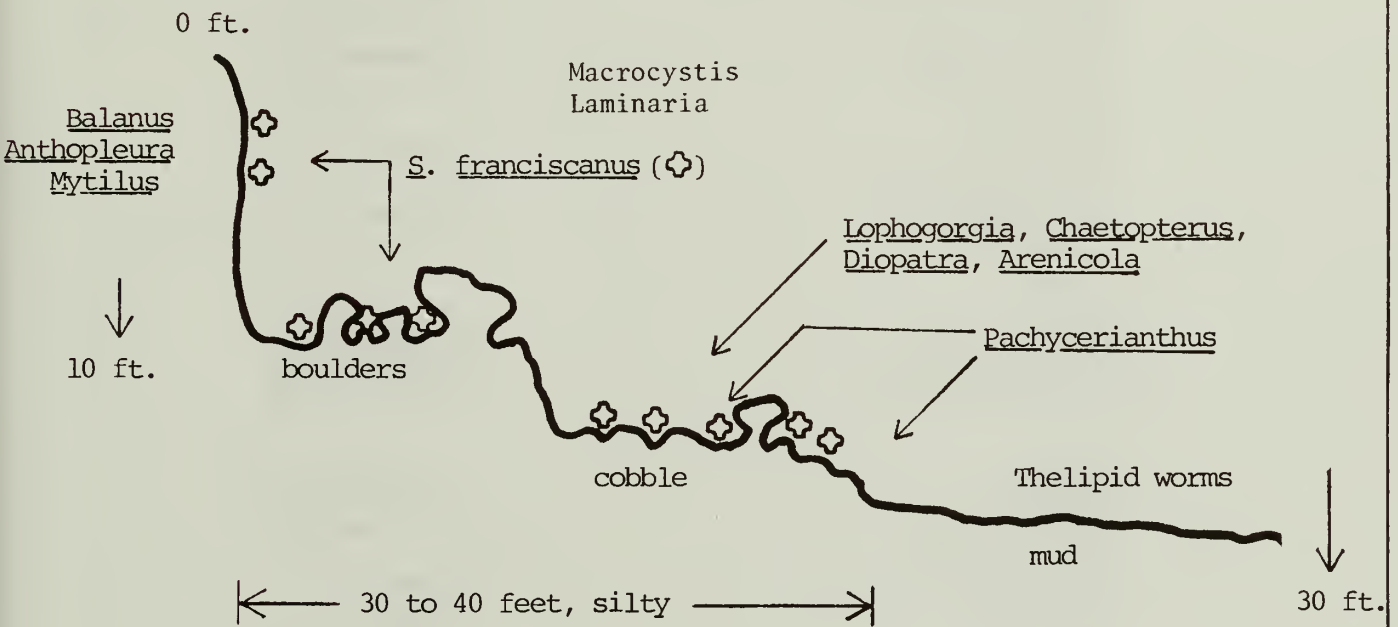 0 ft.
Macrocystis
Laminaria
Balanus
Anthopleura
Mytilus
S. franciscanus ( )
Lophogorgia, Chaetopterus,
Diopatra, Arenicola
Pachycerianthus
10 ft.
boulders
cobble
Thelipid worms
mud
30 to 40 feet, silty
30 ft.